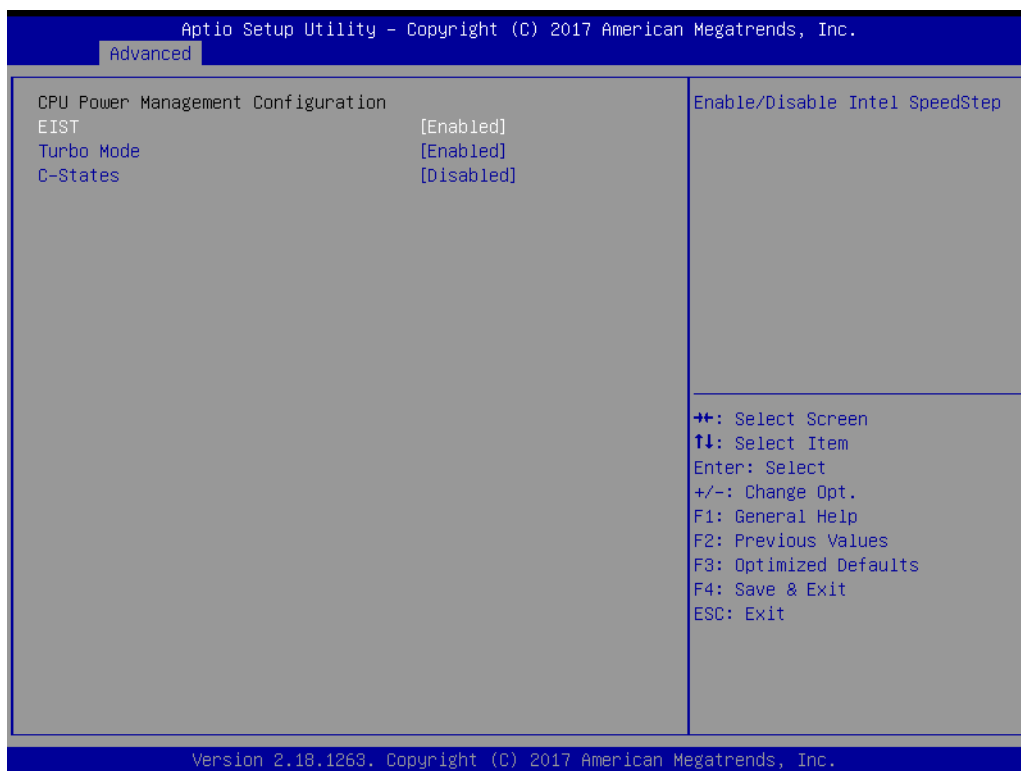 Aptio Setup Utility – Copyright (C) 2017 American Megatrends, Inc.
Advanced
CPU Power Management Configuration
EIST [Enabled]
Turbo Mode [Enabled]
C-States [Disabled]
Enable/Disable Intel SpeedStep
→←: Select Screen
↑↓: Select Item
Enter: Select
+/-: Change Opt.
F1: General Help
F2: Previous Values
F3: Optimized Defaults
F4: Save & Exit
ESC: Exit
Version 2.18.1263. Copyright (C) 2017 American Megatrends, Inc.